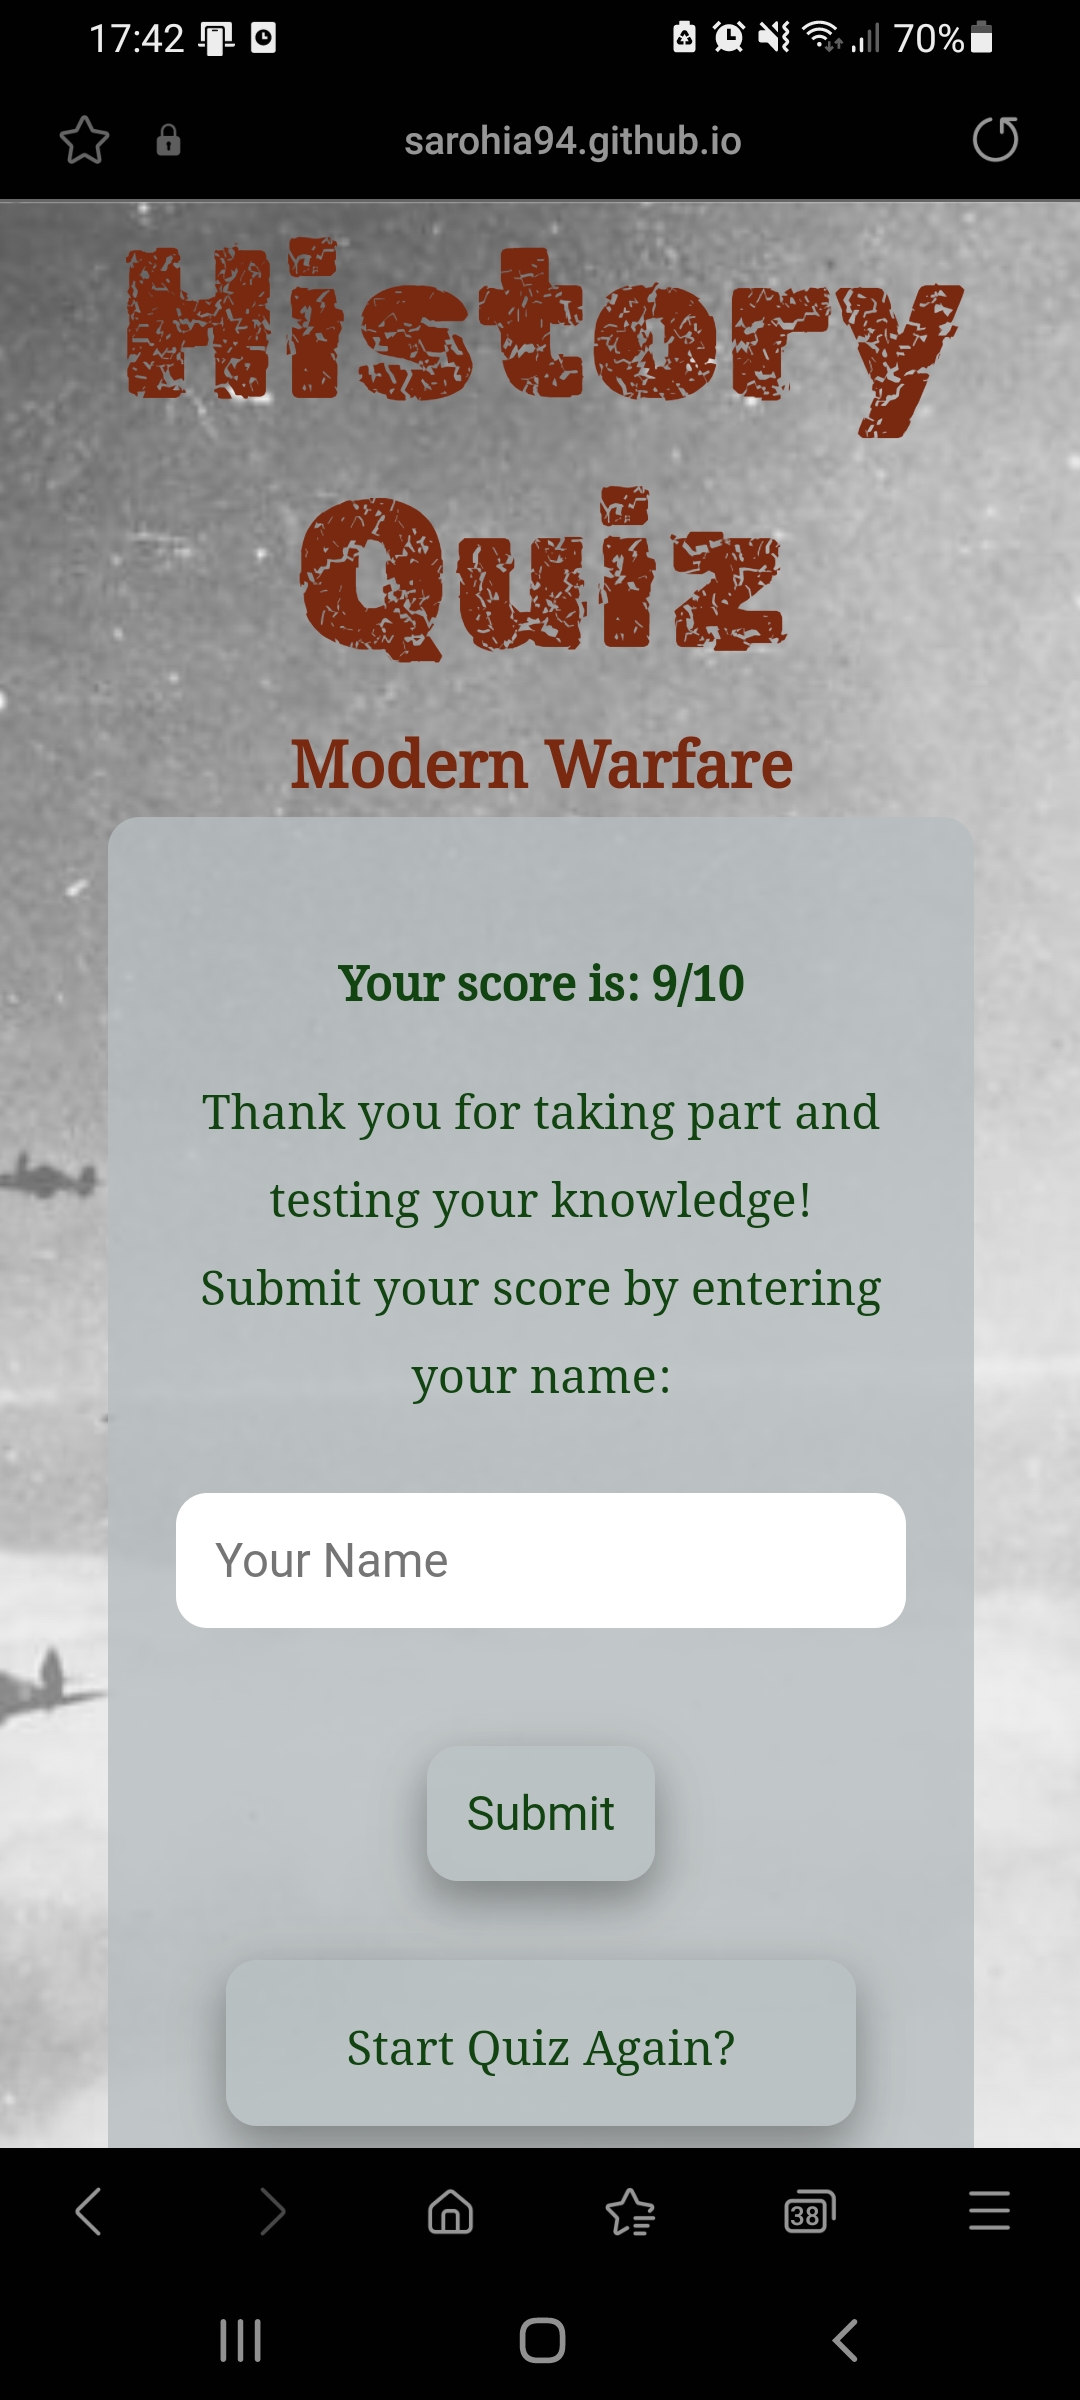 17:42 70%
sarohia94.github.io
History
Quiz
Modern Warfare
Your score is: 9/10
Thank you for taking part and
testing your knowledge!
Submit your score by entering
your name:
Your Name
Submit
Start Quiz Again?
38